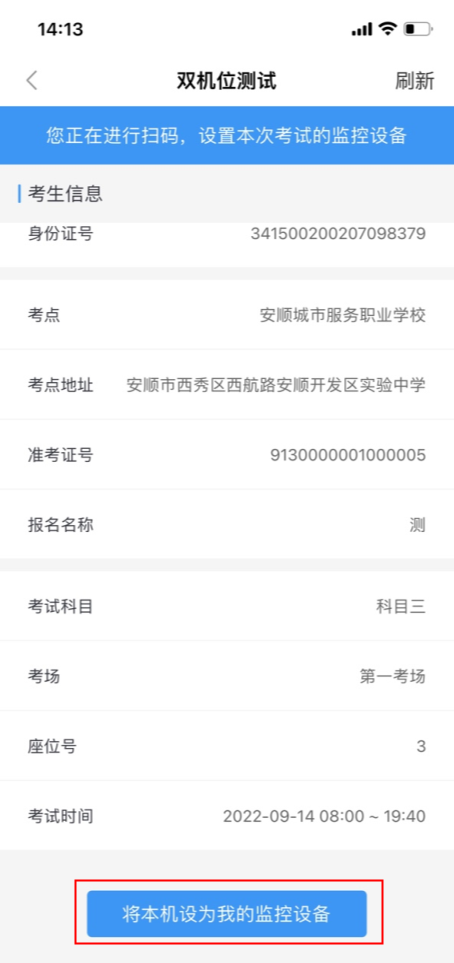 14:13
双机位测试
刷新
您正在进行扫码，设置本次考试的监控设备
考生信息
身份证号 341500200207098379
考点 安顺城市服务职业学校
考点地址 安顺市西秀区西航路安顺开发区实验中学
准考证号 9130000001000005
报名名称 测
考试科目 科目三
考场 第一考场
座位号 3
考试时间 2022-09-14 08:00 ~ 19:40
将本机设为我的监控设备